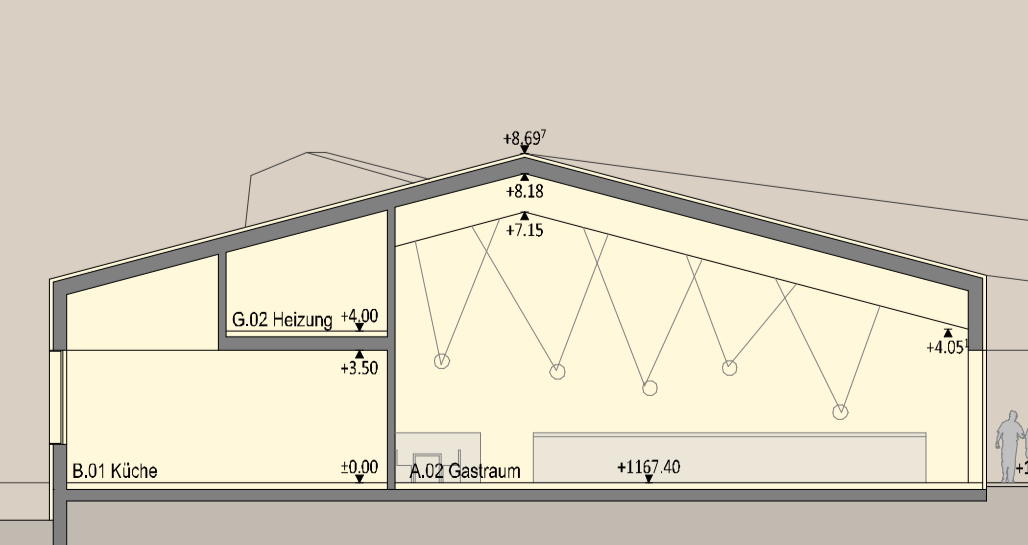 +8.69⁷
+8.18
+7.15
G.02 Heizung +4.00
+4.05¹
+3.50
B.01 Küche ±0.00
A.02 Gastraum +1167.40